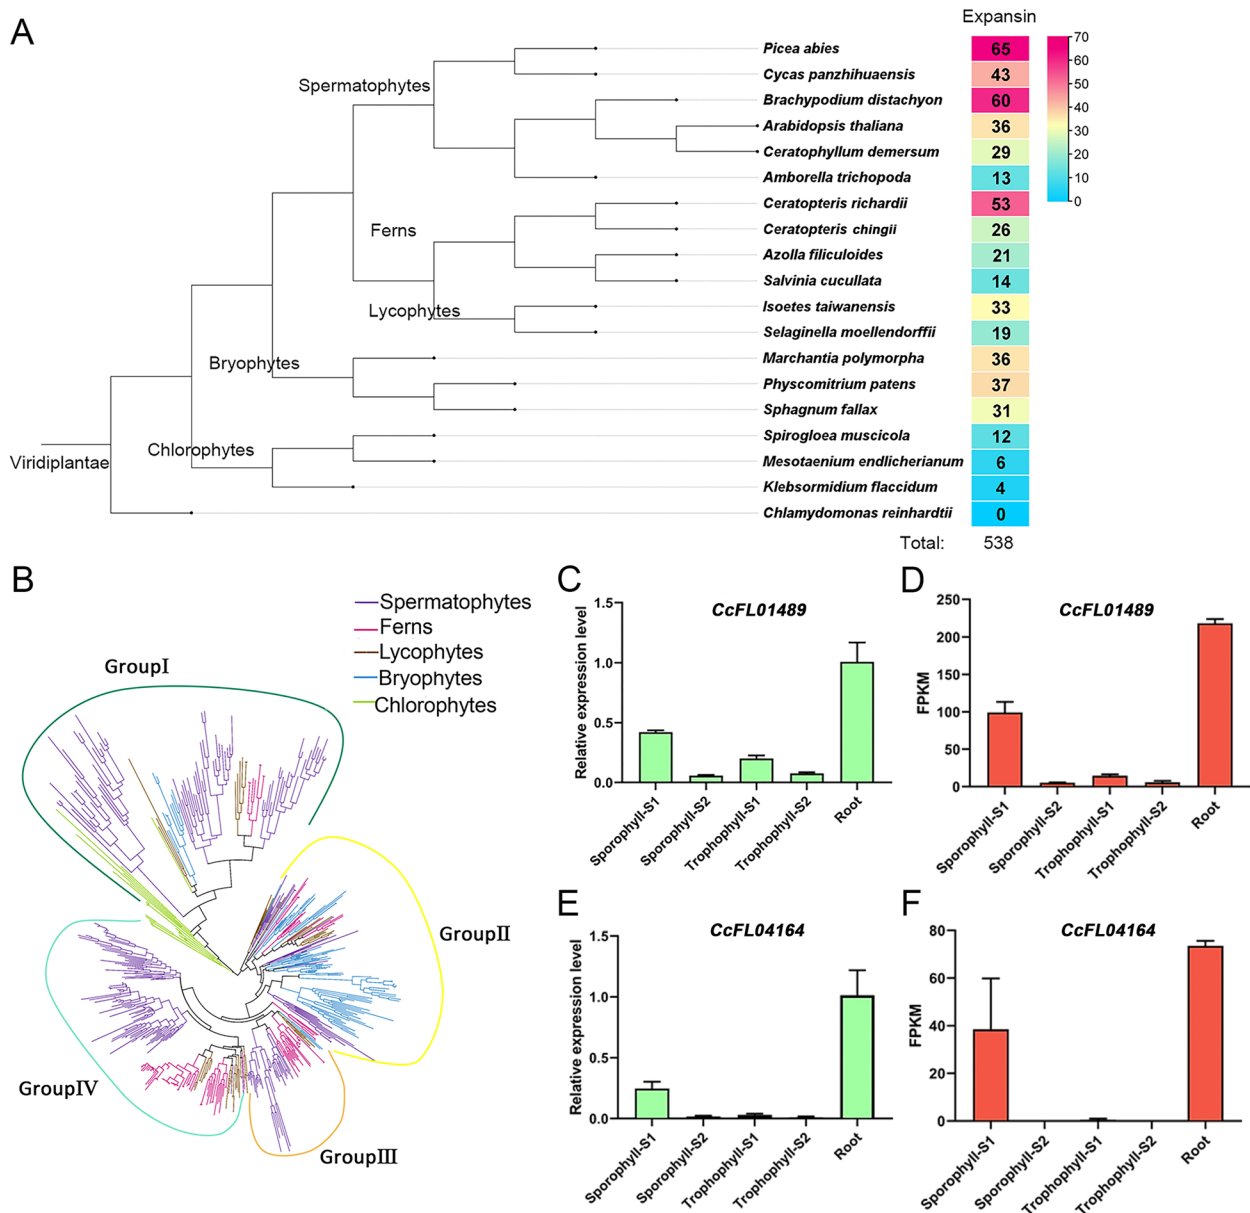 A
Expansin
Spermatophytes
Ferns
Lycophytes
Bryophytes
Chlorophytes
Viridiplantae
Picea abies 65
Cycas panzhihuaensis 43
Brachypodium distachyon 60
Arabidopsis thaliana 36
Ceratophyllum demersum 29
Amborella trichopoda 13
Ceratopteris richardii 53
Ceratopteris chingii 26
Azolla filiculoides 21
Salvinia cucullata 14
Isoetes taiwanensis 33
Selaginella moellendorffii 19
Marchantia polymorpha 36
Physcomitrium patens 37
Sphagnum fallax 31
Spirogloea muscicola 12
Mesotaenium endlicherianum 6
Klebsormidium flaccidum 4
Chlamydomonas reinhardtii 0
Total: 538
70
60
50
40
30
20
10
0
B
Spermatophytes
Ferns
Lycophytes
Bryophytes
Chlorophytes
GroupⅠ
GroupⅡ
GroupⅣ
GroupⅢ
C
CcFL01489
Relative expression level
1.5
1.0
0.5
0.0
Sporophyll-S1
Sporophyll-S2
Trophophyll-S1
Trophophyll-S2
Root
D
CcFL01489
FPKM
250
200
150
100
50
0
Sporophyll-S1
Sporophyll-S2
Trophophyll-S1
Trophophyll-S2
Root
E
CcFL04164
Relative expression level
1.5
1.0
0.5
0.0
Sporophyll-S1
Sporophyll-S2
Trophophyll-S1
Trophophyll-S2
Root
F
CcFL04164
FPKM
80
60
40
20
0
Sporophyll-S1
Sporophyll-S2
Trophophyll-S1
Trophophyll-S2
Root